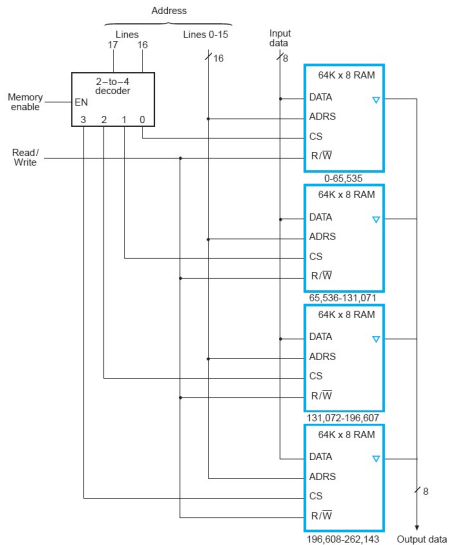 Address
Lines
17 16
Lines 0-15
16
Input
data
8
2–to–4
decoder
EN
3 2 1 0
Memory
enable
Read/
Write
64K x 8 RAM
DATA
ADRS
CS
R/W̅
0-65,535
64K x 8 RAM
DATA
ADRS
CS
R/W̅
65,536-131,071
64K x 8 RAM
DATA
ADRS
CS
R/W̅
131,072-196,607
64K x 8 RAM
DATA
ADRS
CS
R/W̅
196,608-262,143
8
Output data